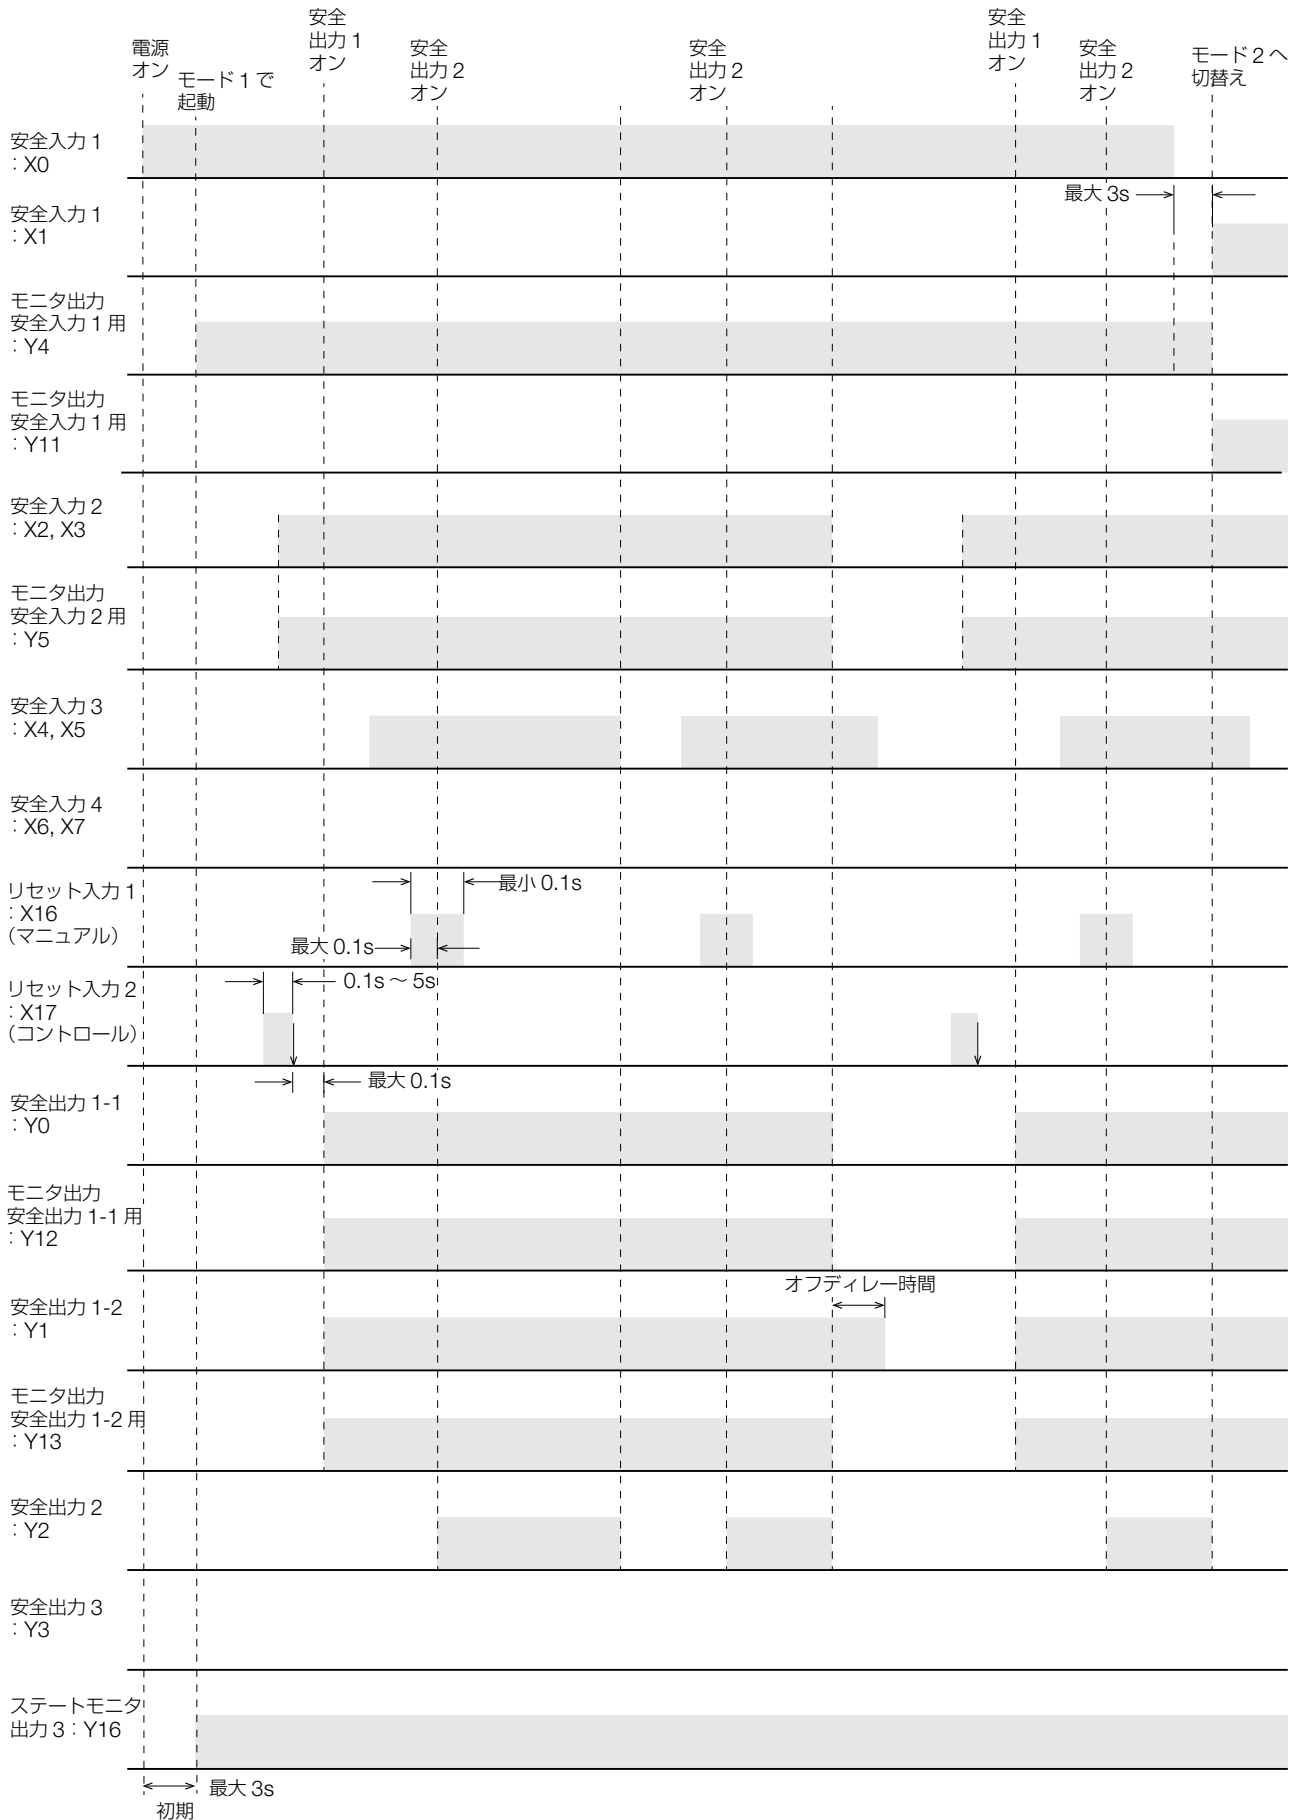 電源
オン
モード 1 で
起動
安全
出力 1
オン
安全
出力 2
オン
安全
出力 2
オン
安全
出力 1
オン
安全
出力 2
オン
モード 2 へ
切替え
安全入力 1
: X0
最大 3s
安全入力 1
: X1
モニタ出力
安全入力 1 用
: Y4
モニタ出力
安全入力 1 用
: Y11
安全入力 2
: X2, X3
モニタ出力
安全入力 2 用
: Y5
安全入力 3
: X4, X5
安全入力 4
: X6, X7
リセット入力 1
: X16
(マニュアル)
最小 0.1s
最大 0.1s
リセット入力 2
: X17
(コントロール)
0.1s ～ 5s
最大 0.1s
安全出力 1-1
: Y0
モニタ出力
安全出力 1-1 用
: Y12
オフディレー時間
安全出力 1-2
: Y1
モニタ出力
安全出力 1-2 用
: Y13
安全出力 2
: Y2
安全出力 3
: Y3
ステートモニタ
出力 3 : Y16
最大 3s
初期